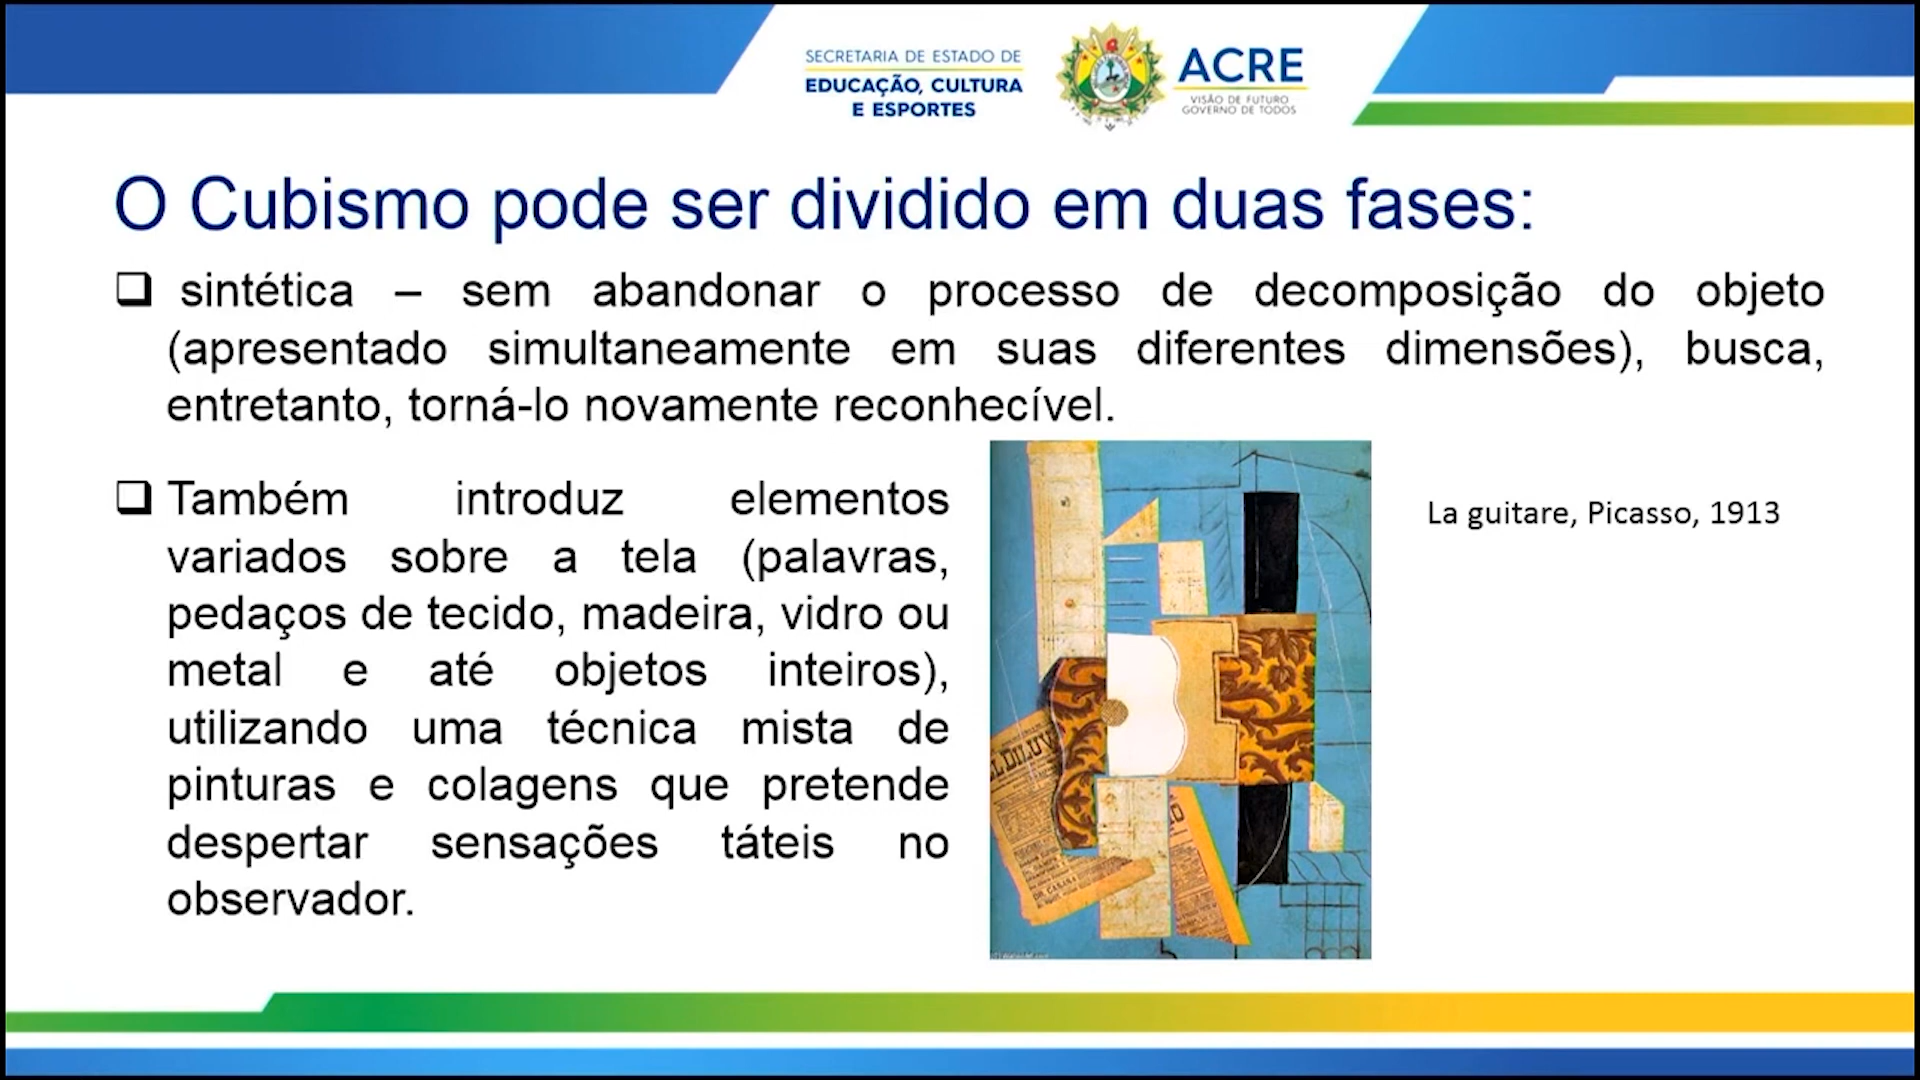 SECRETARIA DE ESTADO DE
EDUCAÇÃO, CULTURA
E ESPORTES
ACRE
VISÃO DE FUTURO
GOVERNO DE TODOS
O Cubismo pode ser dividido em duas fases:
sintética – sem abandonar o processo de decomposição do objeto
(apresentado simultaneamente em suas diferentes dimensões), busca,
entretanto, torná-lo novamente reconhecível.
Também introduz elementos
variados sobre a tela (palavras,
pedaços de tecido, madeira, vidro ou
metal e até objetos inteiros),
utilizando uma técnica mista de
pinturas e colagens que pretende
despertar sensações táteis no
observador.
La guitare, Picasso, 1913